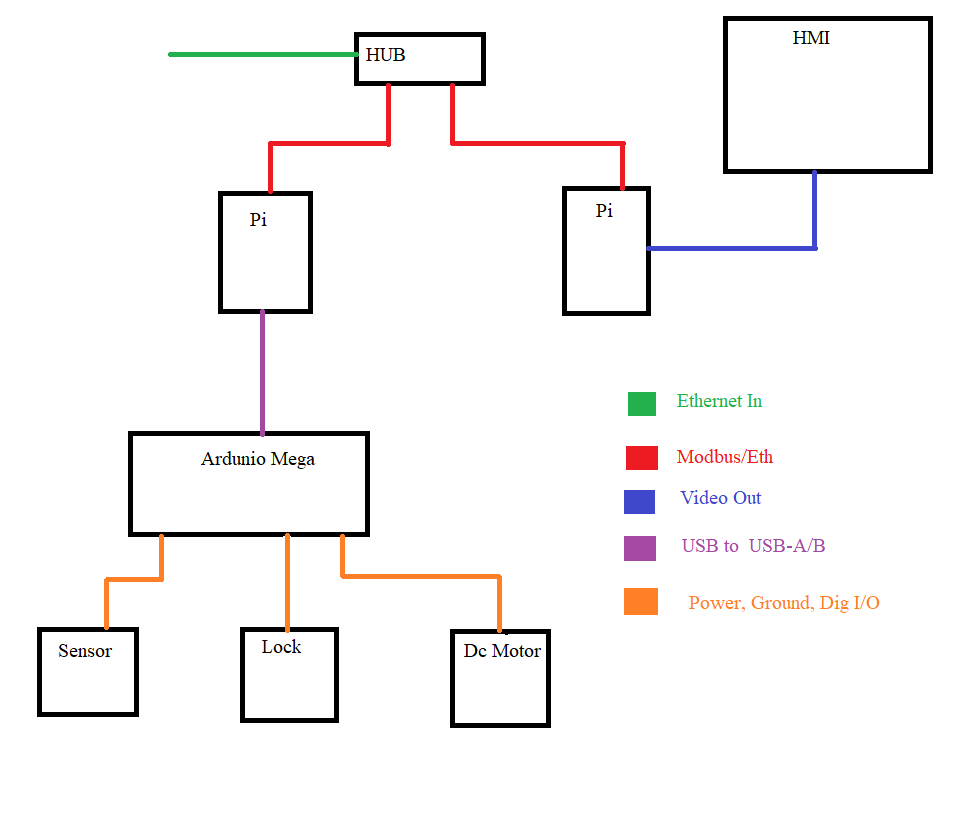 HUB
HMI
Pi
Pi
Ardunio Mega
Sensor
Lock
Dc Motor
Ethernet In
Modbus/Eth
Video Out
USB to USB-A/B
Power, Ground, Dig I/O